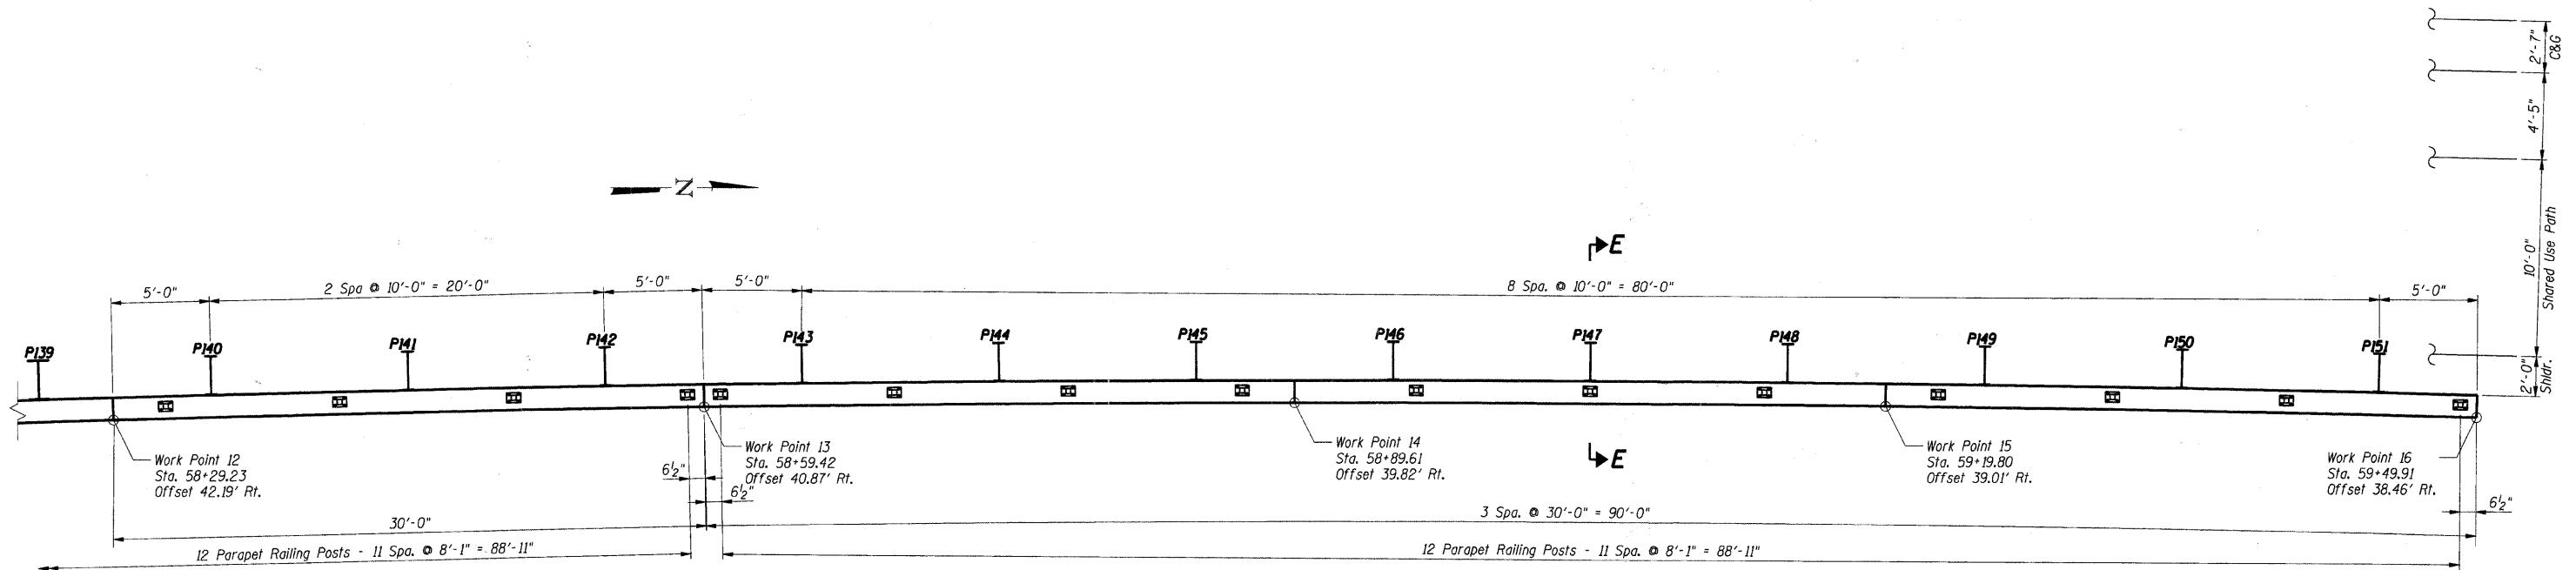 2'-7"
C&G
4'-5"
10'-0"
Shared Use Path
2'-0"
Shldr.
N
E
5'-0"
2 Spa @ 10'-0" = 20'-0"
5'-0"
5'-0"
8 Spa. @ 10'-0" = 80'-0"
5'-0"
P139
P140
P141
P142
P143
P144
P145
P146
P147
P148
P149
P150
P151
Work Point 12
Sta. 58+29.23
Offset 42.19' Rt.
6½"
Work Point 13
Sta. 58+59.42
Offset 40.87' Rt.
6½"
Work Point 14
Sta. 58+89.61
Offset 39.82' Rt.
E
Work Point 15
Sta. 59+19.80
Offset 39.01' Rt.
Work Point 16
Sta. 59+49.91
Offset 38.46' Rt.
6½"
30'-0"
3 Spa. @ 30'-0" = 90'-0"
12 Parapet Railing Posts - 11 Spa. @ 8'-1" = 88'-11"
12 Parapet Railing Posts - 11 Spa. @ 8'-1" = 88'-11"